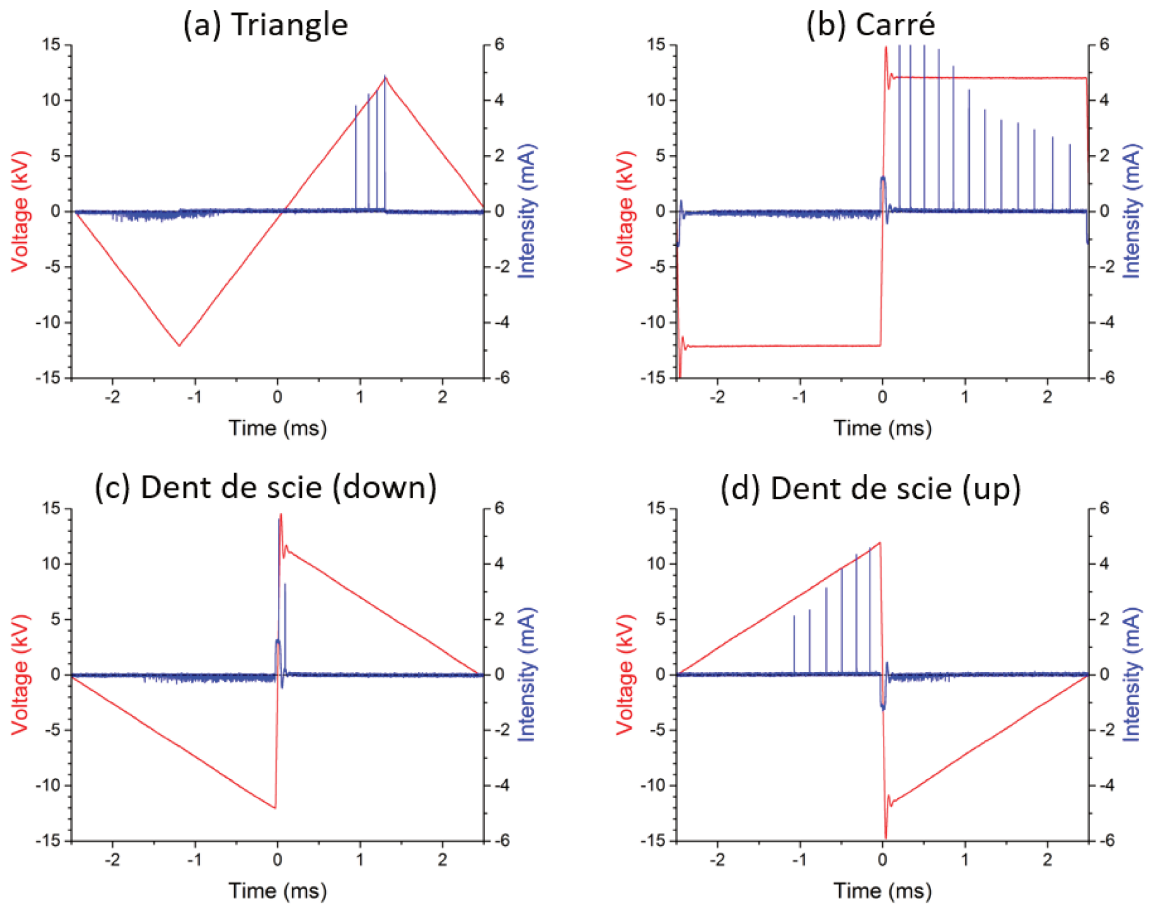 (a) Triangle
(b) Carré
15
10
5
0
-5
-10
-15
Voltage (kV)
6
4
2
0
-2
-4
-6
Intensity (mA)
-2 -1 0 1 2
Time (ms)
15
10
5
0
-5
-10
-15
Voltage (kV)
6
4
2
0
-2
-4
-6
Intensity (mA)
-2 -1 0 1 2
Time (ms)
(c) Dent de scie (down)
(d) Dent de scie (up)
15
10
5
0
-5
-10
-15
Voltage (kV)
6
4
2
0
-2
-4
-6
Intensity (mA)
-2 -1 0 1 2
Time (ms)
15
10
5
0
-5
-10
-15
Voltage (kV)
6
4
2
0
-2
-4
-6
Intensity (mA)
-2 -1 0 1 2
Time (ms)